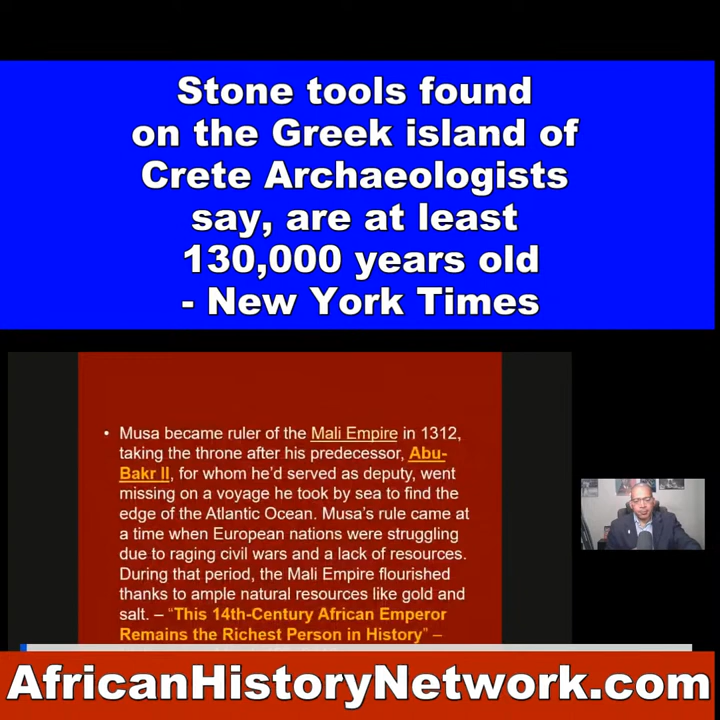 Stone tools found
on the Greek island of
Crete Archaeologists
say, are at least
130,000 years old
- New York Times
• Musa became ruler of the Mali Empire in 1312,
taking the throne after his predecessor, Abu-
Bakr II, for whom he'd served as deputy, went
missing on a voyage he took by sea to find the
edge of the Atlantic Ocean. Musa's rule came at
a time when European nations were struggling
due to raging civil wars and a lack of resources.
During that period, the Mali Empire flourished
thanks to ample natural resources like gold and
salt. – “This 14th-Century African Emperor
Remains the Richest Person in History” –
AfricanHistoryNetwork.com